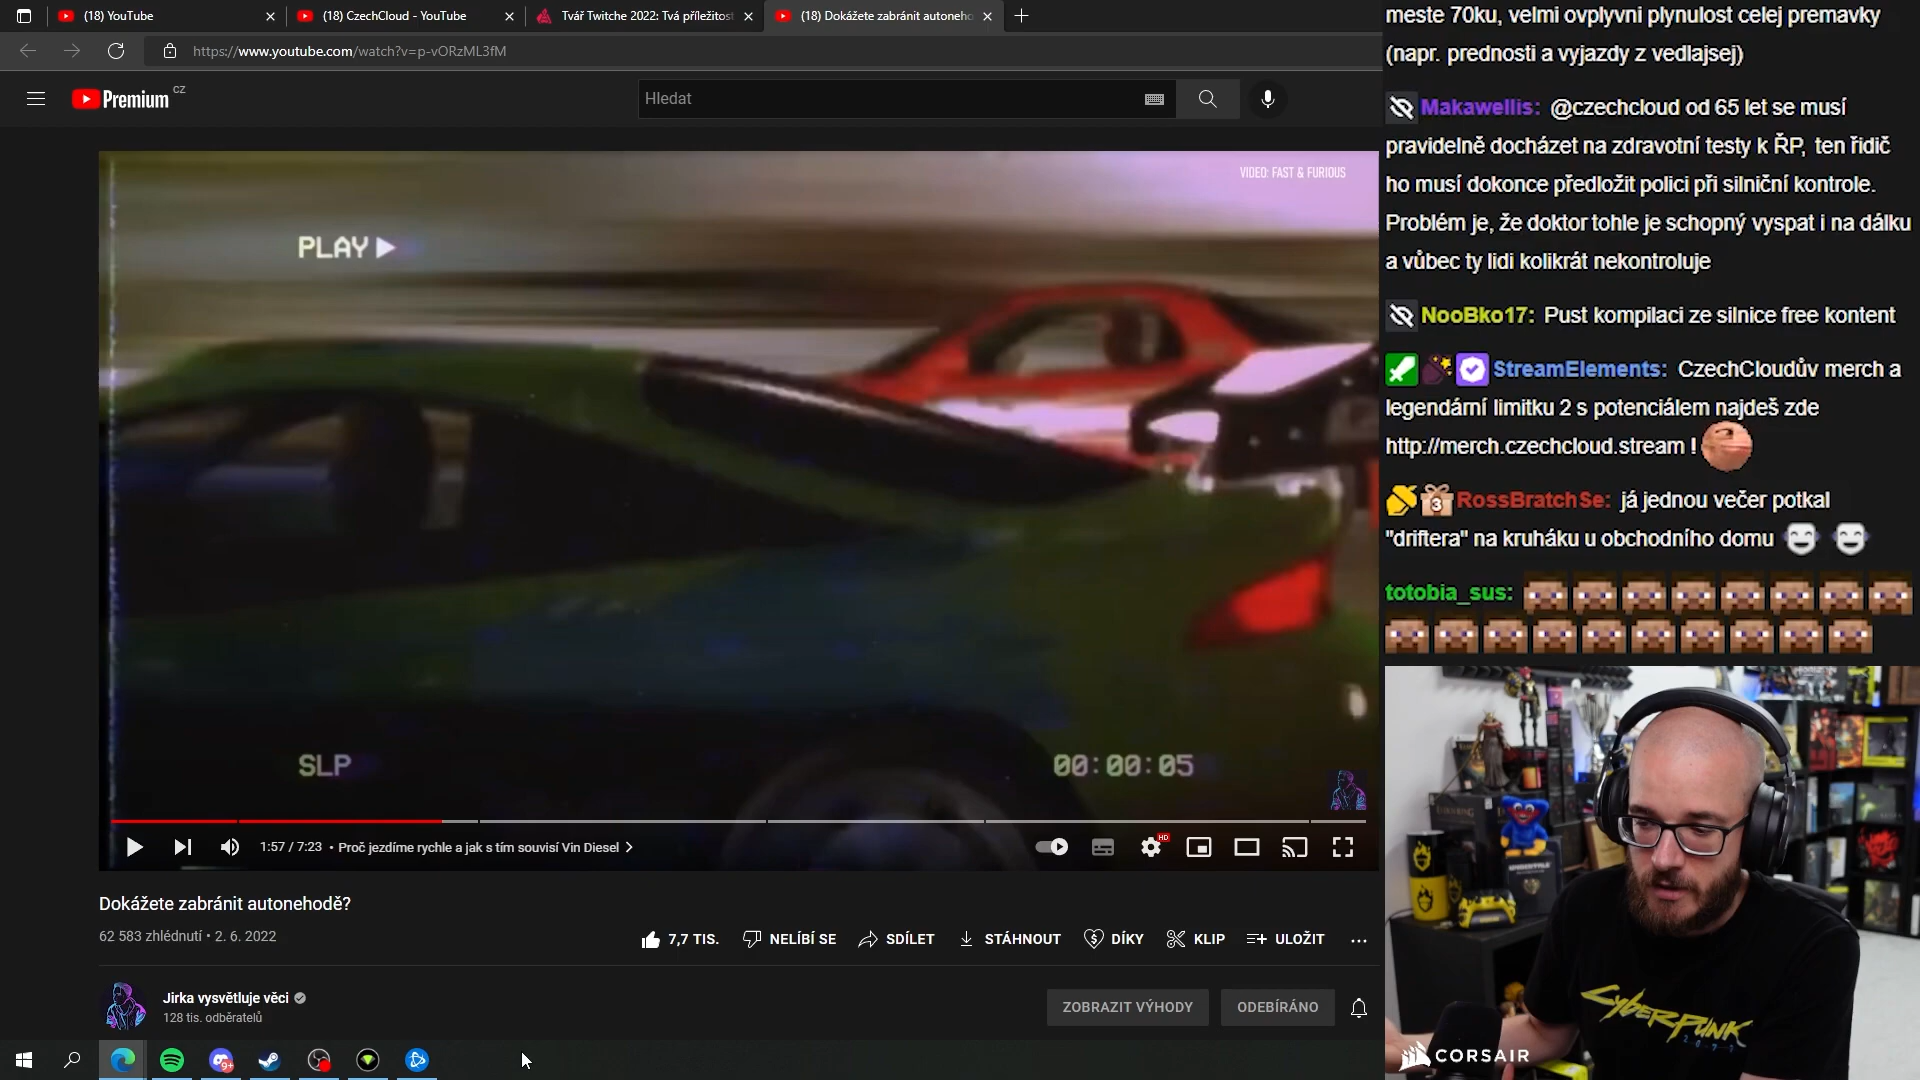 (18) YouTube
(18) CzechCloud - YouTube
Tvář Twitche 2022: Tvá příležitost
(18) Dokážete zabránit autoneho
https://www.youtube.com/watch?v=p-vORzML3fM
Premium CZ
Hledat
VIDEO: FAST & FURIOUS
PLAY
SLP
00:00:05
1:57 / 7:23 • Proč jezdíme rychle a jak s tím souvisí Vin Diesel
HD
Dokážete zabránit autonehodě?
62 583 zhlédnutí • 2. 6. 2022
7,7 TIS.
NELÍBÍ SE
SDÍLET
STÁHNOUT
DÍKY
KLIP
ULOŽIT
Jirka vysvětluje věci
128 tis. odběratelů
ZOBRAZIT VÝHODY
ODEBÍRÁNO
9+
meste 70ku, velmi ovplyvni plynulost celej premavky
(napr. prednosti a vyjazdy z vedlajsej)
Makawellis: @czechcloud od 65 let se musí
pravidelně docházet na zdravotní testy k ŘP, ten řidič
ho musí dokonce předložit polici při silniční kontrole.
Problém je, že doktor tohle je schopný vyspat i na dálku
a vůbec ty lidi kolikrát nekontroluje
NooBko17: Pust kompilaci ze silnice free kontent
StreamElements: CzechCloudův merch a
legendární limitku 2 s potenciálem najdeš zde
http://merch.czechcloud.stream !
3 RossBratchSe: já jednou večer potkal
"driftera" na kruháku u obchodního domu
totobia_sus:
Cyberpunk
2077
CORSAIR